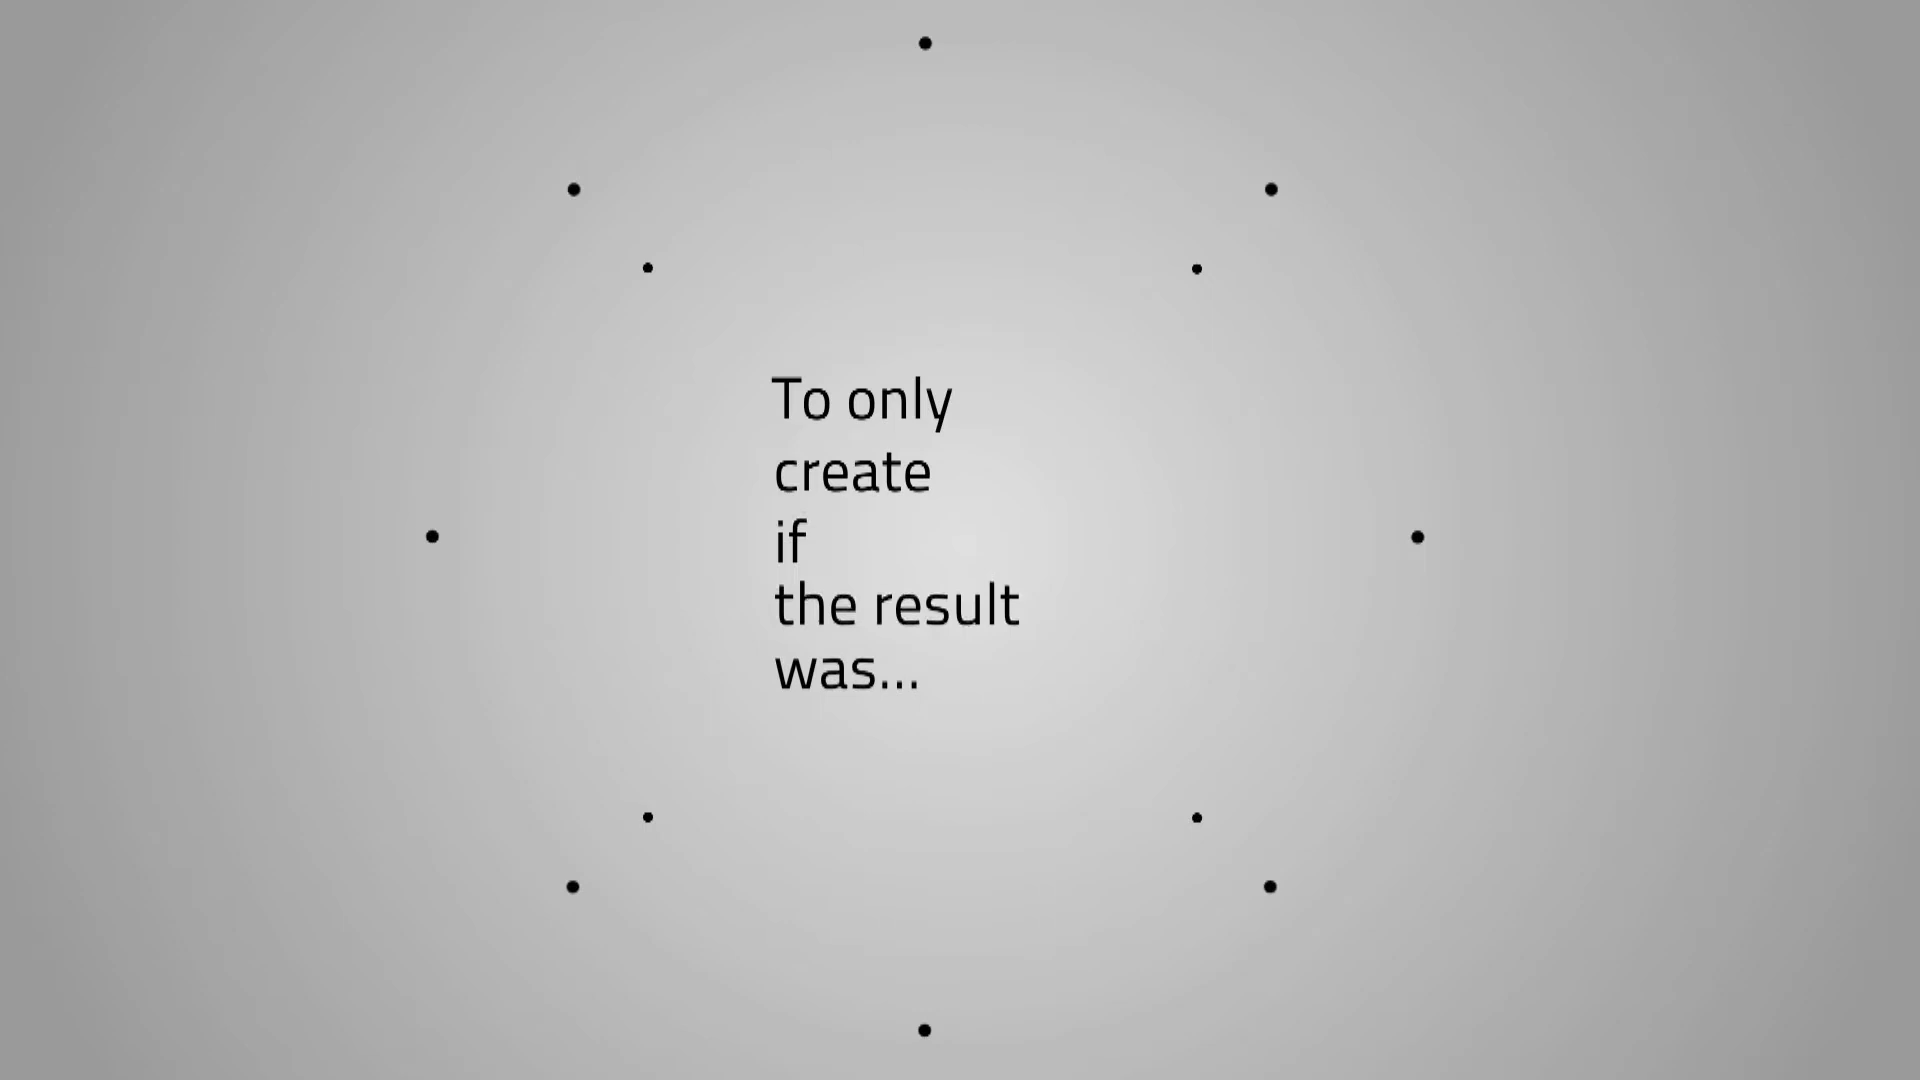 To only
create
if
the result
was...